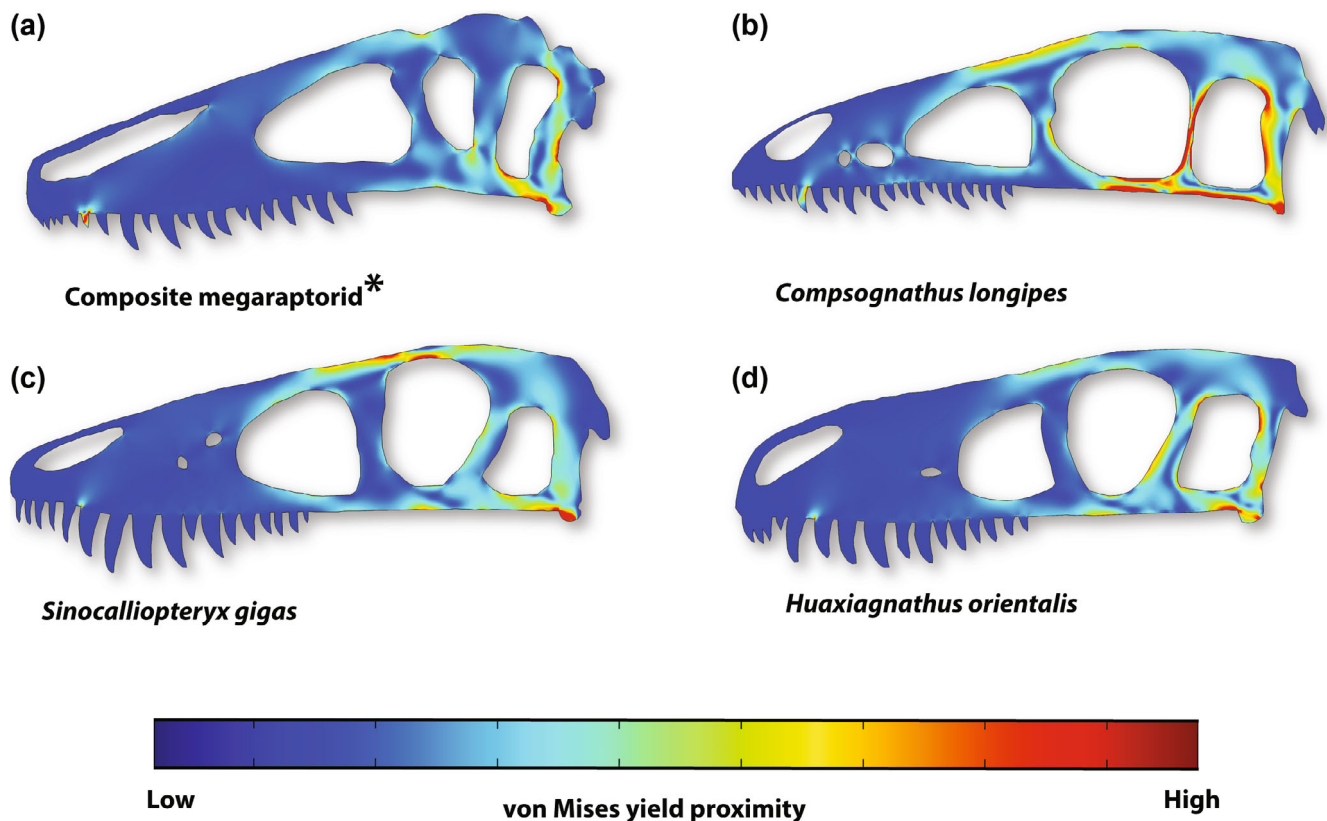 (a)
(b)
Composite megaraptorid*
Compsognathus longipes
(c)
(d)
Sinocalliopteryx gigas
Huaxiagnathus orientalis
Low
von Mises yield proximity
High